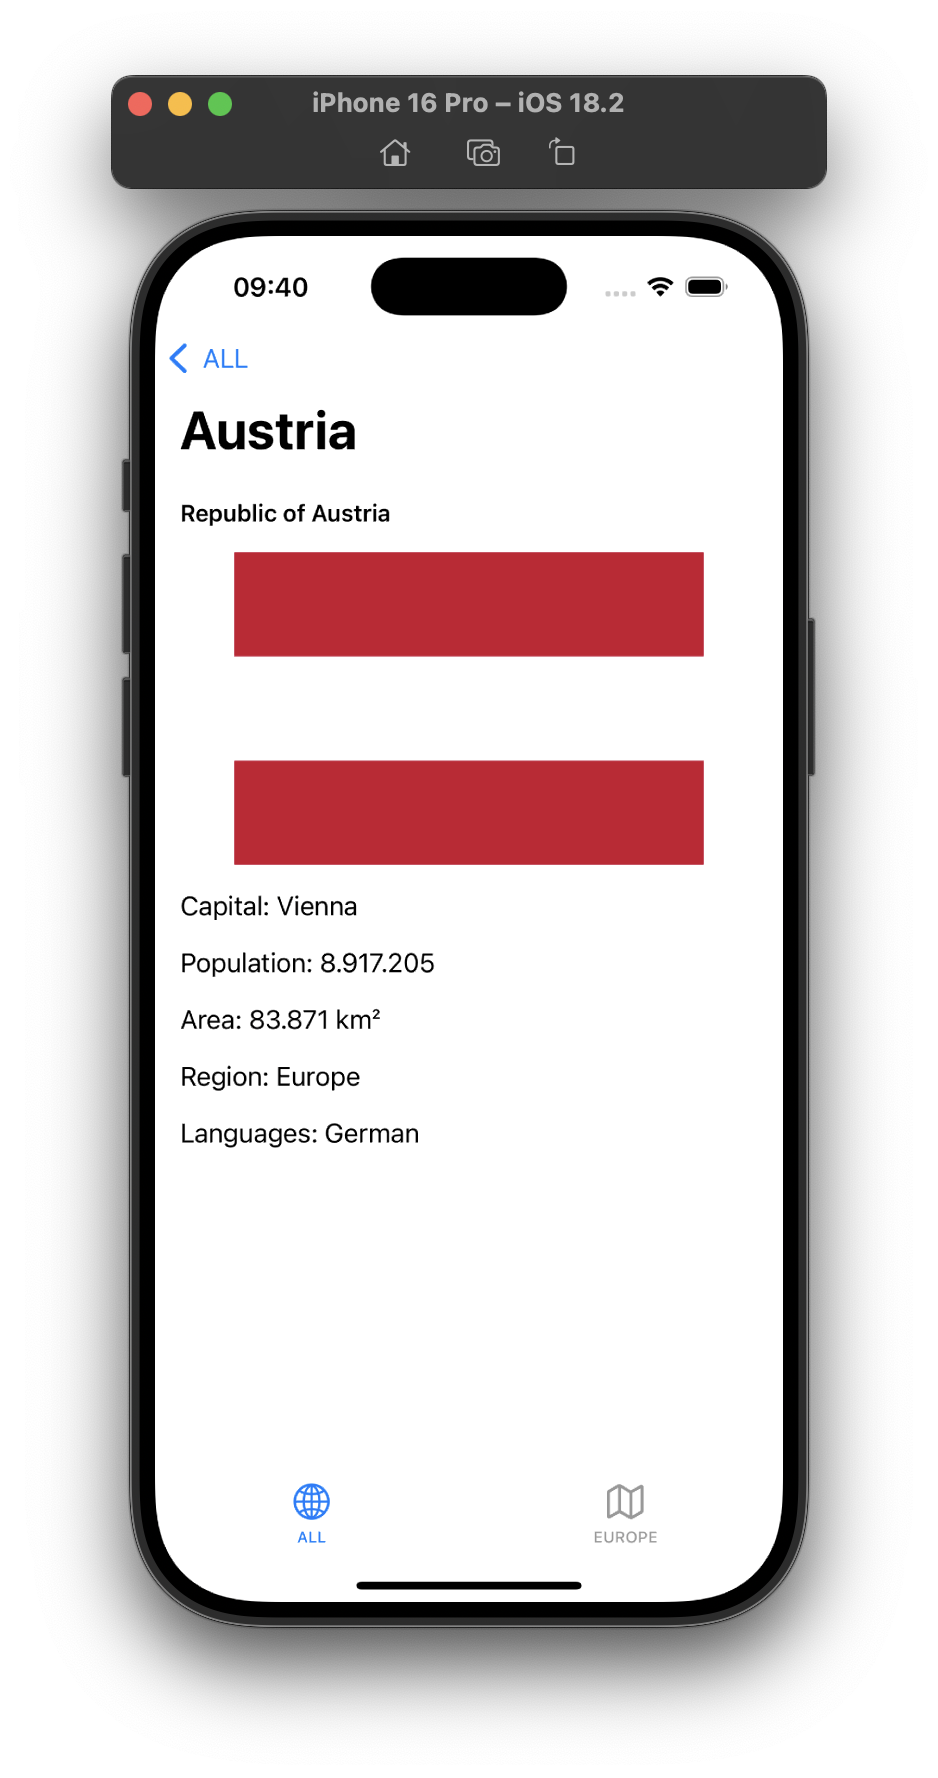 iPhone 16 Pro – iOS 18.2
09:40
ALL
Austria
Republic of Austria
Capital: Vienna
Population: 8.917.205
Area: 83.871 km²
Region: Europe
Languages: German
ALL
EUROPE